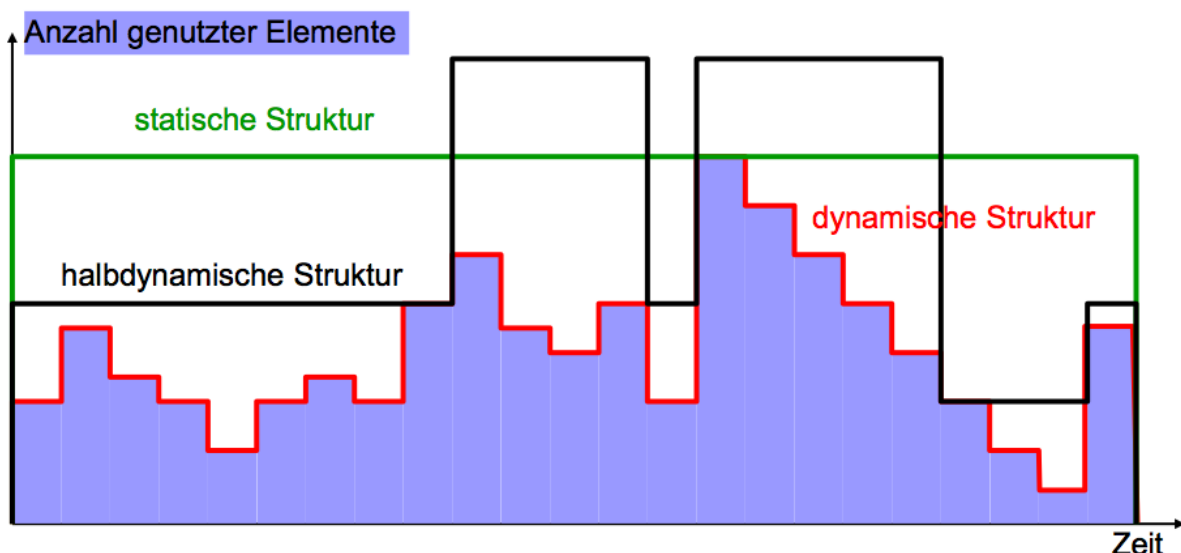 Anzahl genutzter Elemente
statische Struktur
dynamische Struktur
halbdynamische Struktur
Zeit